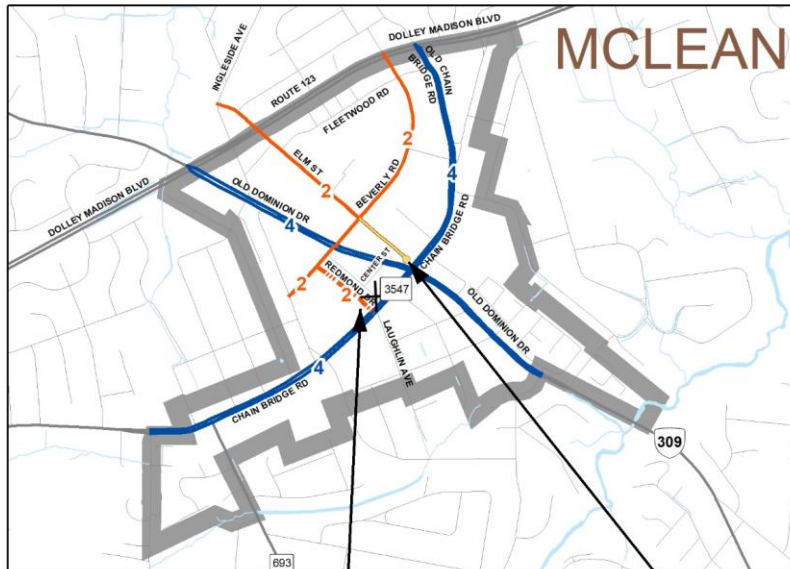 MCLEAN
DOLLEY MADISON BLVD
OLD CHAIN
BRIDGE RD
INGLESIDE AVE
ROUTE 123
FLEETWOOD RD
2
ELM ST
2
BEVERLY RD
4
OLD DOMINION DR
4
DOLLEY MADISON BLVD
CENTER ST
CHAIN BRIDGE RD
REDMOND DR
2
2
3547
OLD DOMINION DR
LAUGHLIN AVE
4
CHAIN BRIDGE RD
309
693